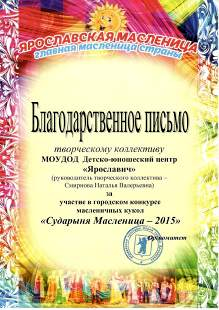 ЯРОСЛАВСКАЯ МАСЛЕНИЦА
главная масленица страны
Благодарственное письмо
творческому коллективу
МОУДОД Детско-юношеский центр
«Ярославич»
(руководитель творческого коллектива –
Смирнова Наталья Валерьевна)
за
участие в городском конкурсе
масленичных кукол
«Сударыня Масленица – 2015»
Оргкомитет